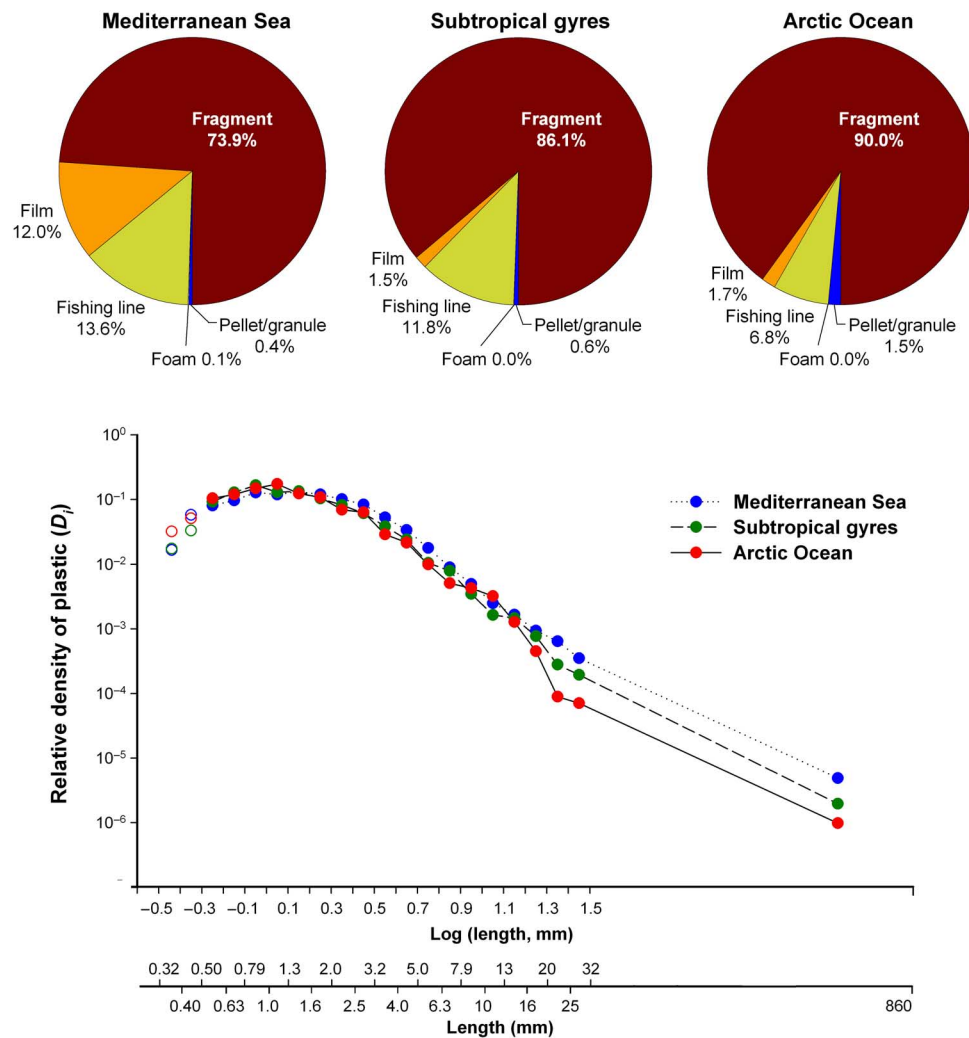 Mediterranean Sea
Subtropical gyres
Arctic Ocean
Fragment
73.9%
Film
12.0%
Fishing line
13.6%
Foam 0.1%
Pellet/granule
0.4%
Fragment
86.1%
Film
1.5%
Fishing line
11.8%
Foam 0.0%
Pellet/granule
0.6%
Fragment
90.0%
Film
1.7%
Fishing line
6.8%
Foam 0.0%
Pellet/granule
1.5%
Relative density of plastic (Di)
10⁰
10⁻¹
10⁻²
10⁻³
10⁻⁴
10⁻⁵
10⁻⁶
Mediterranean Sea
Subtropical gyres
Arctic Ocean
–0.5 –0.3 –0.1 0.1 0.3 0.5 0.7 0.9 1.1 1.3 1.5
Log (length, mm)
0.32 0.50 0.79 1.3 2.0 3.2 5.0 7.9 13 20 32
0.40 0.63 1.0 1.6 2.5 4.0 6.3 10 16 25 860
Length (mm)